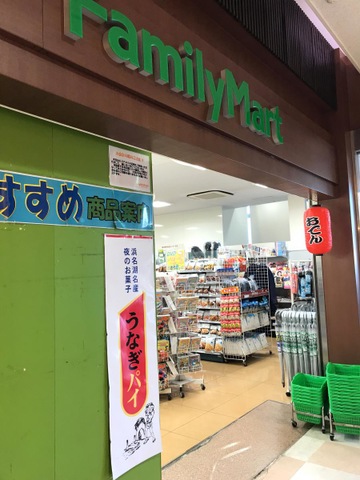 FamilyMart
すすめ商品案内
おでん
浜名湖名産
夜のお菓子
うなぎパイ